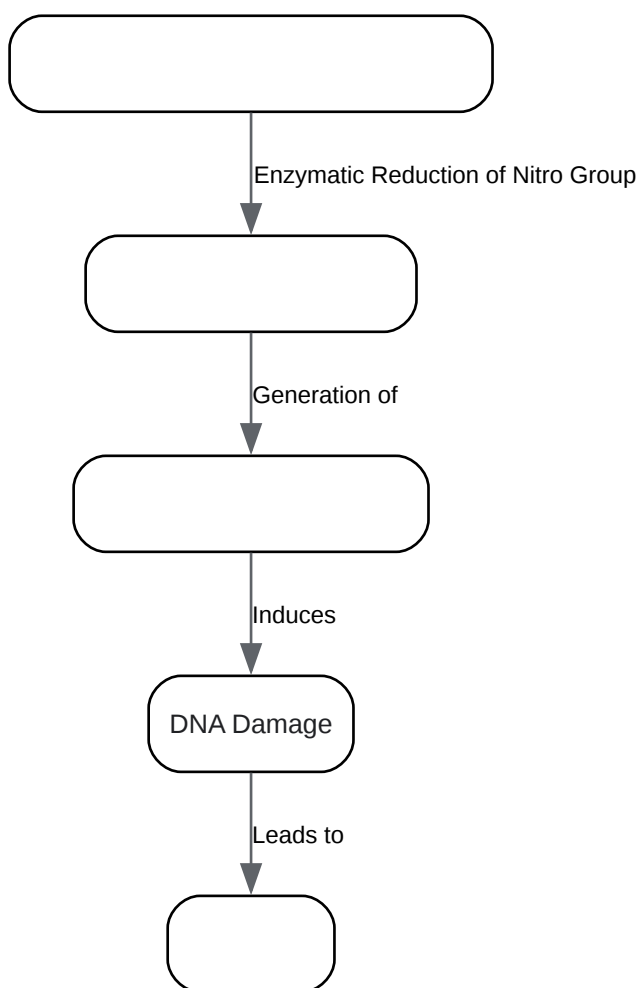 Enzymatic Reduction of Nitro Group
Generation of
Induces
DNA Damage
Leads to